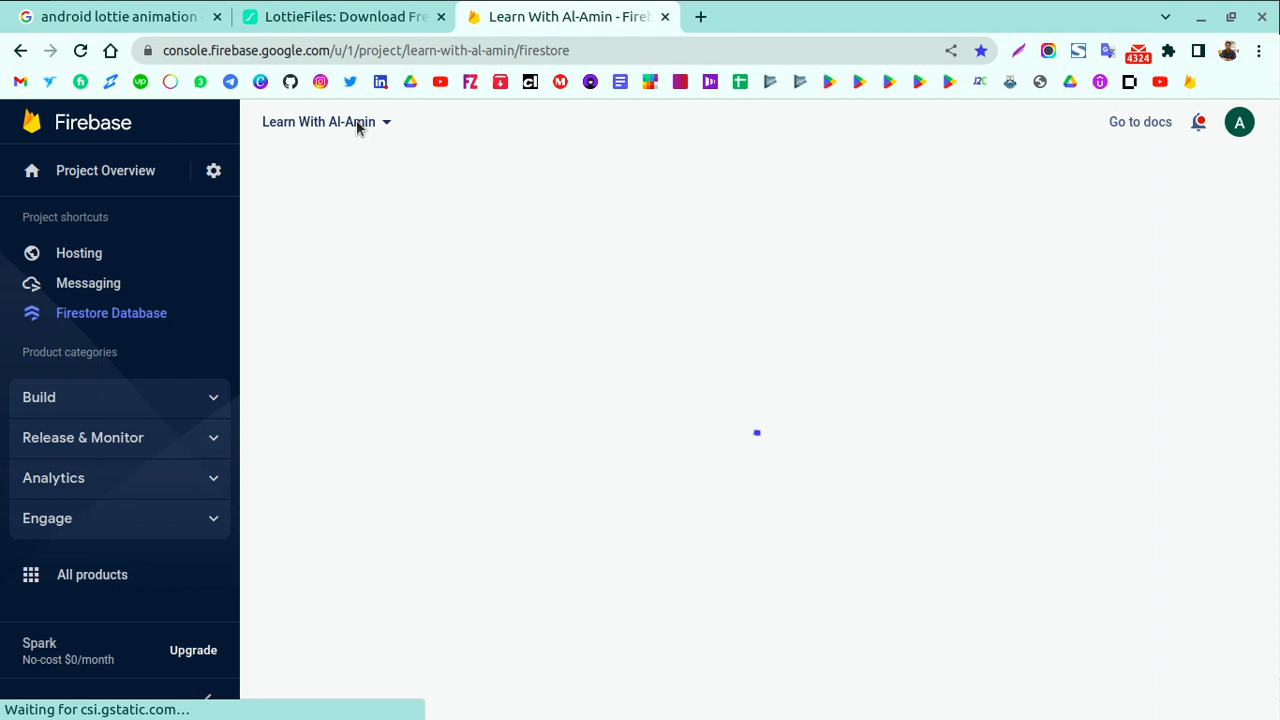 android lottie animation -
LottieFiles: Download Fre
Learn With Al-Amin - Fireb
console.firebase.google.com/u/1/project/learn-with-al-amin/firestore
4324
Firebase
Learn With Al-Amin
Go to docs
A
Project Overview
Project shortcuts
Hosting
Messaging
Firestore Database
Product categories
Build
Release & Monitor
Analytics
Engage
All products
Spark
No-cost $0/month
Upgrade
Waiting for csi.gstatic.com...